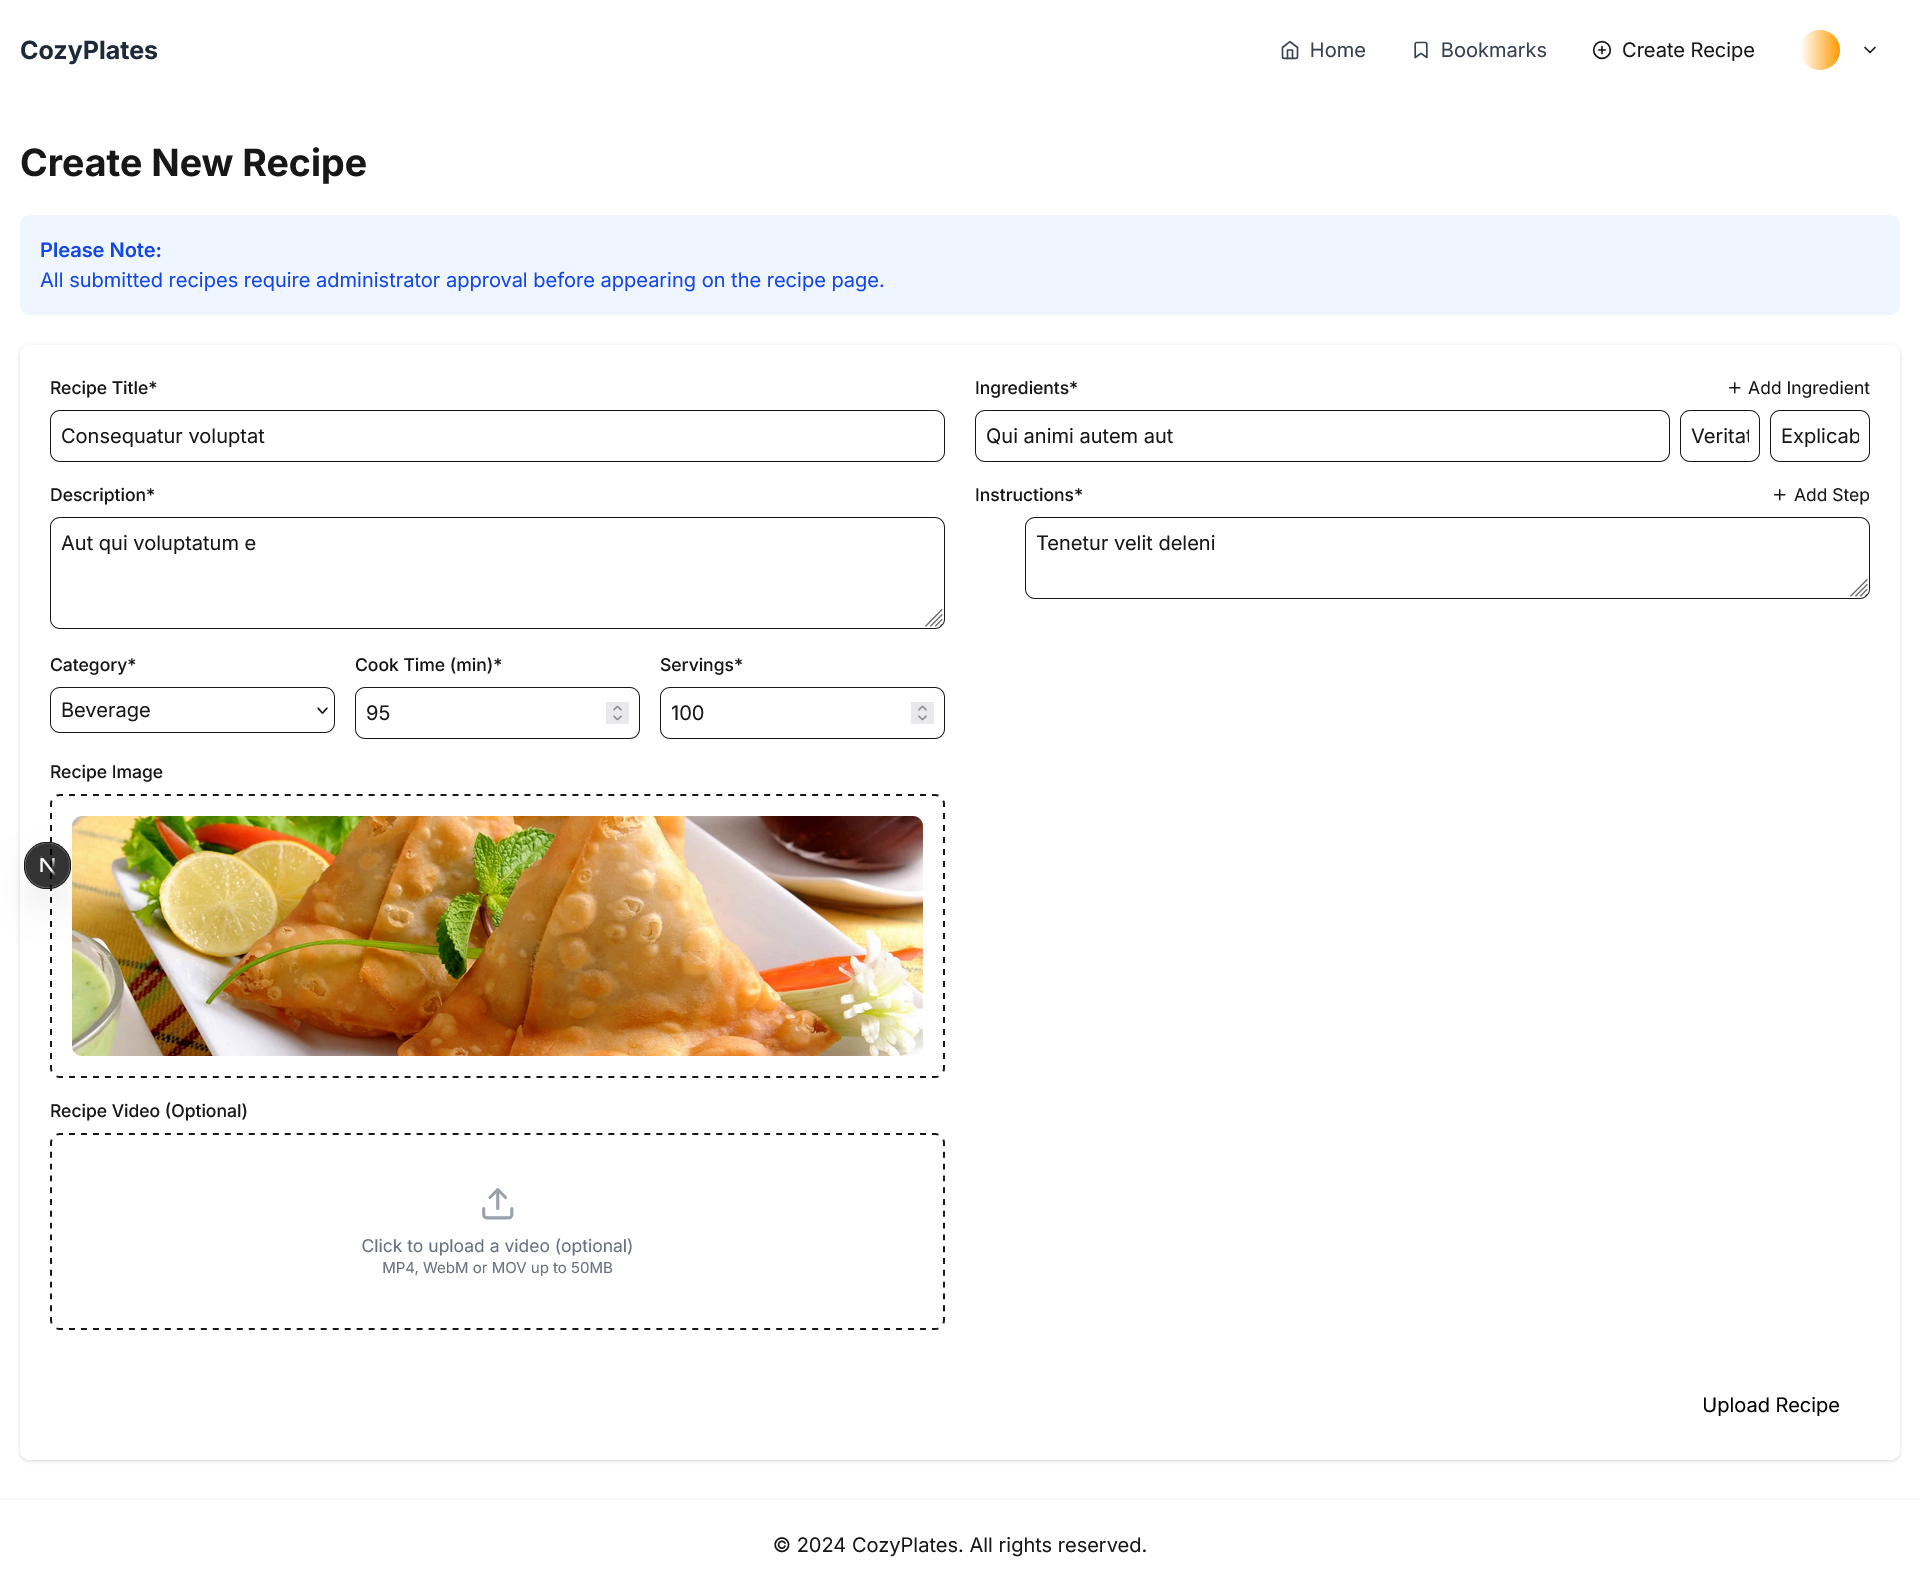 CozyPlates
Home
Bookmarks
Create Recipe
Create New Recipe
Please Note:
All submitted recipes require administrator approval before appearing on the recipe page.
Recipe Title*
Consequatur voluptat
Description*
Aut qui voluptatum e
Category*
Cook Time (min)*
Servings*
Beverage
95
100
Recipe Image
N
Recipe Video (Optional)
Click to upload a video (optional)
MP4, WebM or MOV up to 50MB
Ingredients*
+ Add Ingredient
Qui animi autem aut
Veritat
Explicab
Instructions*
+ Add Step
Tenetur velit deleni
Upload Recipe
© 2024 CozyPlates. All rights reserved.